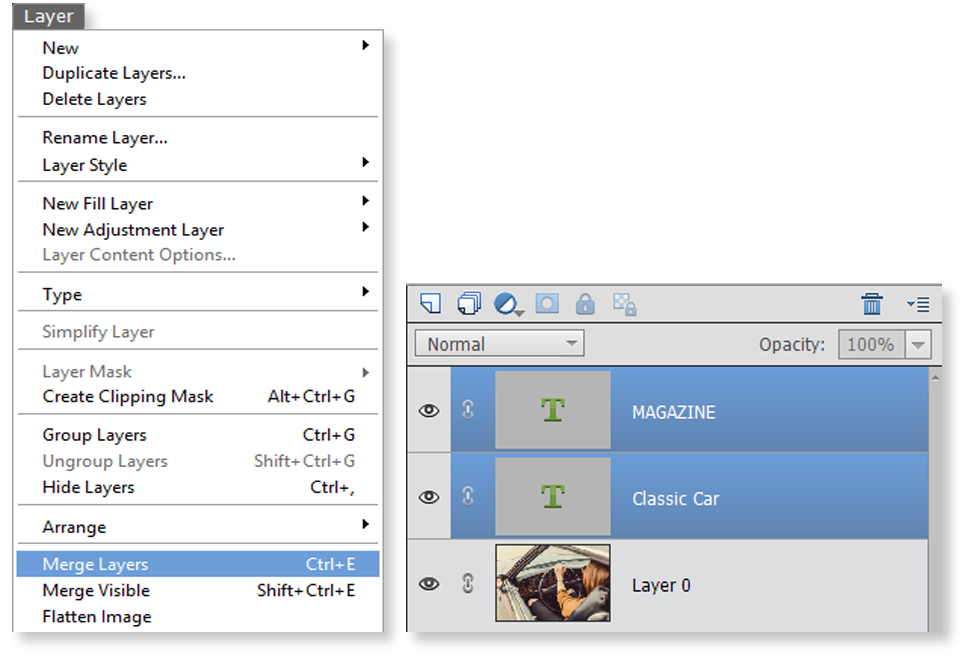 Layer
New
Duplicate Layers...
Delete Layers
Rename Layer...
Layer Style
New Fill Layer
New Adjustment Layer
Layer Content Options...
Type
Simplify Layer
Layer Mask
Create Clipping Mask Alt+Ctrl+G
Group Layers Ctrl+G
Ungroup Layers Shift+Ctrl+G
Hide Layers Ctrl+,
Arrange
Merge Layers Ctrl+E
Merge Visible Shift+Ctrl+E
Flatten Image
Normal Opacity: 100%
T MAGAZINE
T Classic Car
Layer 0